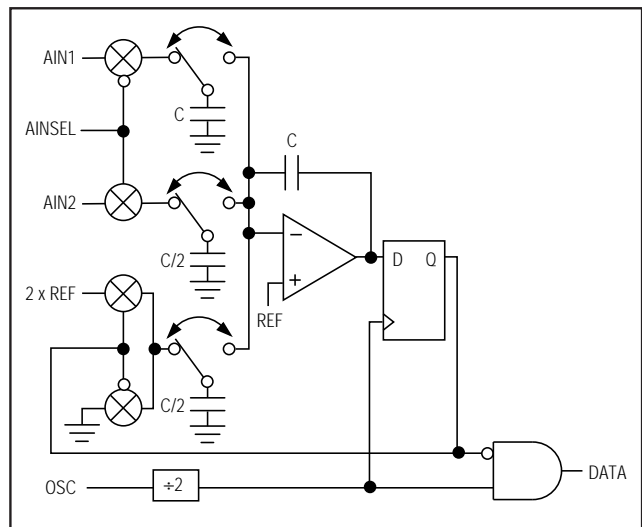 AIN1
C
AINSEL
C
AIN2
C/2
−
+
D Q
2 x REF
REF
C/2
DATA
OSC
÷2